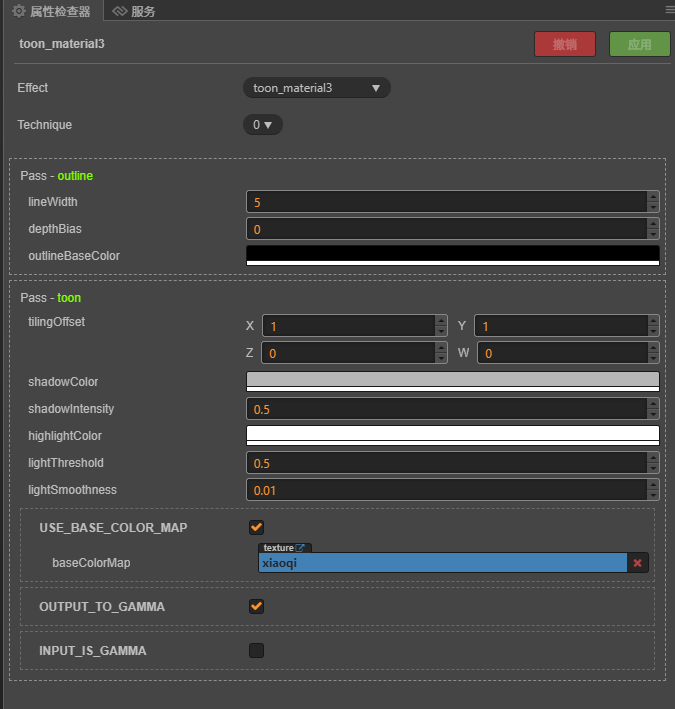 属性检查器 服务
toon_material3 撤销 应用
Effect toon_material3
Technique 0
Pass - outline
lineWidth 5
depthBias 0
outlineBaseColor
Pass - toon
tilingOffset X 1 Y 1
Z 0 W 0
shadowColor
shadowIntensity 0.5
highlightColor
lightThreshold 0.5
lightSmoothness 0.01
USE_BASE_COLOR_MAP
texture
baseColorMap xiaoqi
OUTPUT_TO_GAMMA
INPUT_IS_GAMMA